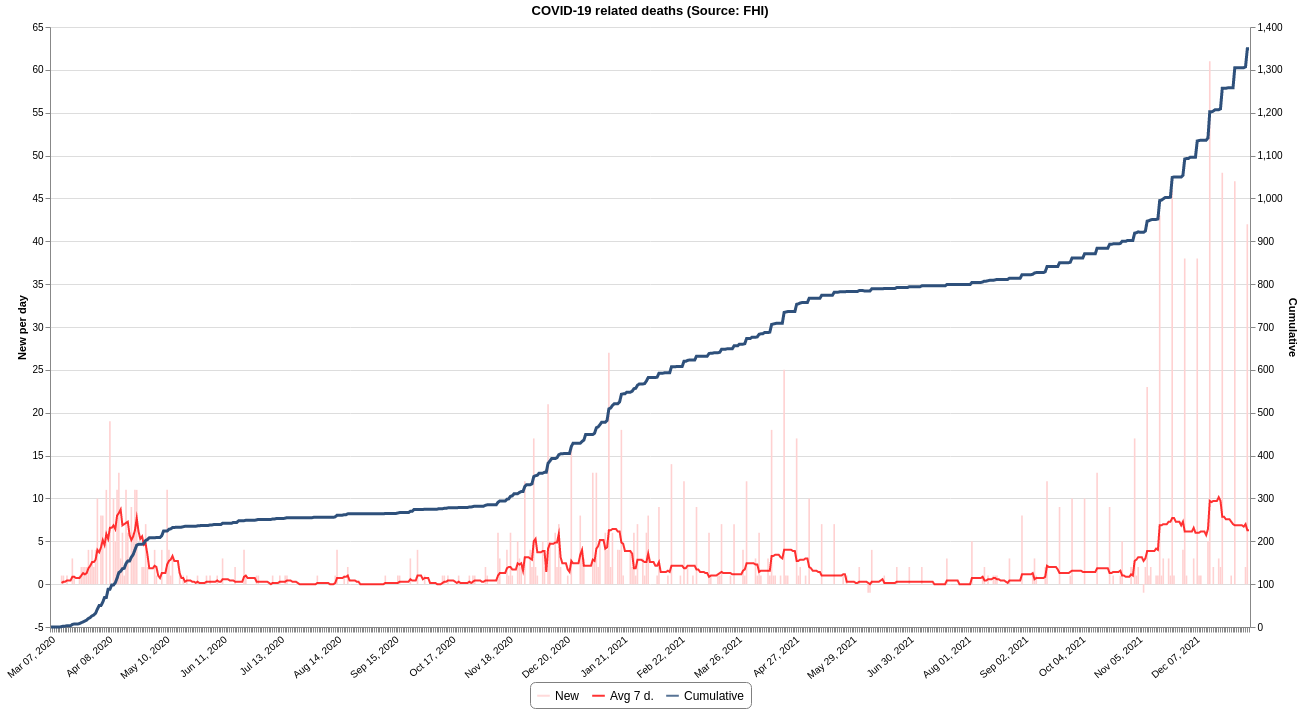 COVID-19 related deaths (Source: FHI)
65
60
55
50
45
40
35
30
25
20
15
10
5
0
-5
New per day
1,400
1,300
1,200
1,100
1,000
900
800
700
600
500
400
300
200
100
0
Cumulative
Mar 07, 2020
Apr 08, 2020
May 10, 2020
Jun 11, 2020
Jul 13, 2020
Aug 14, 2020
Sep 15, 2020
Oct 17, 2020
Nov 18, 2020
Dec 20, 2020
Jan 21, 2021
Feb 22, 2021
Mar 26, 2021
Apr 27, 2021
May 29, 2021
Jun 30, 2021
Aug 01, 2021
Sep 02, 2021
Oct 04, 2021
Nov 05, 2021
Dec 07, 2021
New Avg 7 d. Cumulative